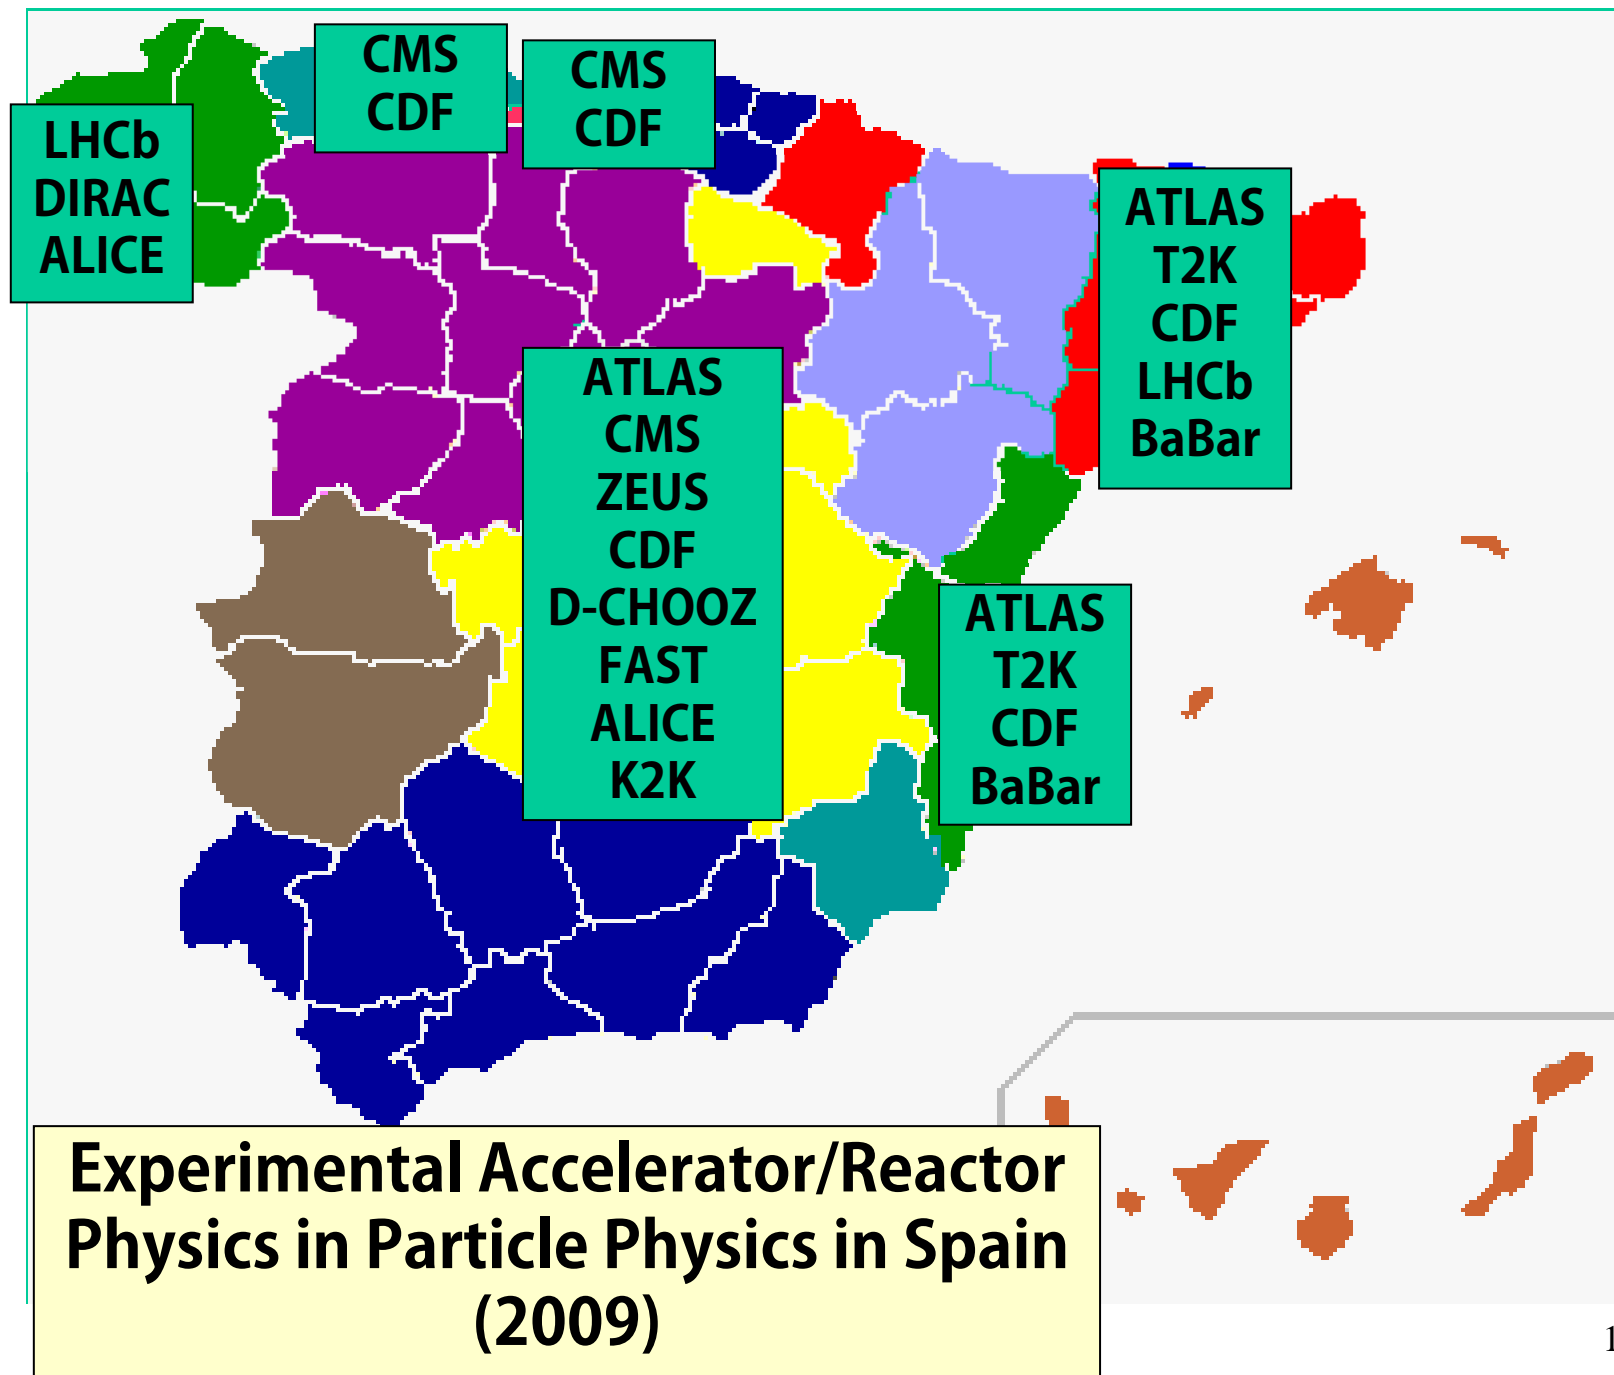 CMS
CDF
CMS
CDF
LHCb
DIRAC
ALICE
ATLAS
T2K
CDF
LHCb
BaBar
ATLAS
CMS
ZEUS
CDF
D-CHOOZ
FAST
ALICE
K2K
ATLAS
T2K
CDF
BaBar
Experimental Accelerator/Reactor
Physics in Particle Physics in Spain
(2009)
1